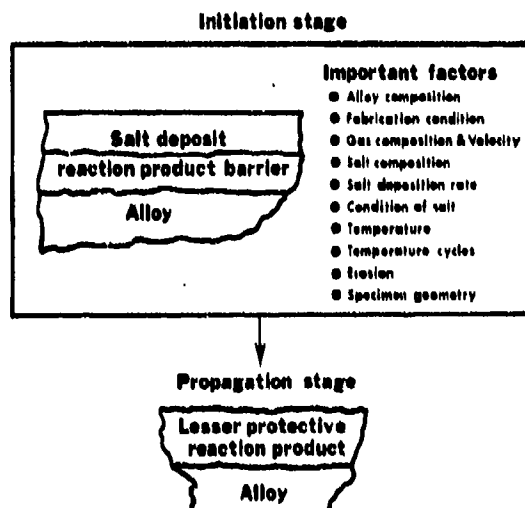 Initiation stage
Salt deposit
reaction product barrier
Alloy
Important factors
Alloy composition
Fabrication condition
Gas composition & Velocity
Salt composition
Salt deposition rate
Condition of salt
Temperature
Temperature cycles
Erosion
Specimen geometry
Propagation stage
Lesser protective
reaction product
Alloy